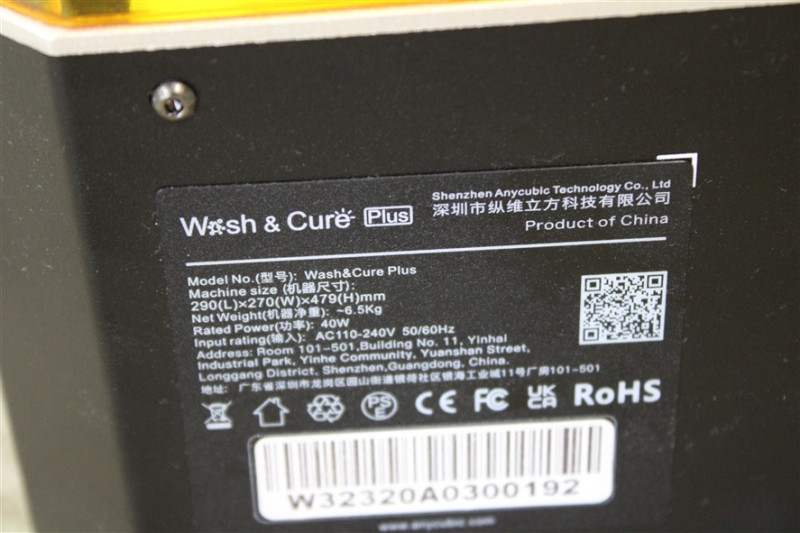 Wash & Cure Plus
Shenzhen Anycubic Technology Co., Ltd
深圳市纵维立方科技有限公司
Product of China
Model No.(型号): Wash&Cure Plus
Machine size (机器尺寸):
290(L)×270(W)×479(H)mm
Net Weight(机器净重): ~6.5Kg
Rated Power(功率): 40W
Input rating(输入): AC110-240V 50/60Hz
Address: Room 101-501,Building No. 11, Yinhai
Industrial Park, Yinhe Community, Yuanshan Street,
Longgang District, Shenzhen,Guangdong, China.
地址: 广东省深圳市龙岗区园山街道银荷社区银海工业城11号厂房101-501
PSE CE FC UKCA RoHS
W32320A0300192
www.anycubic.com